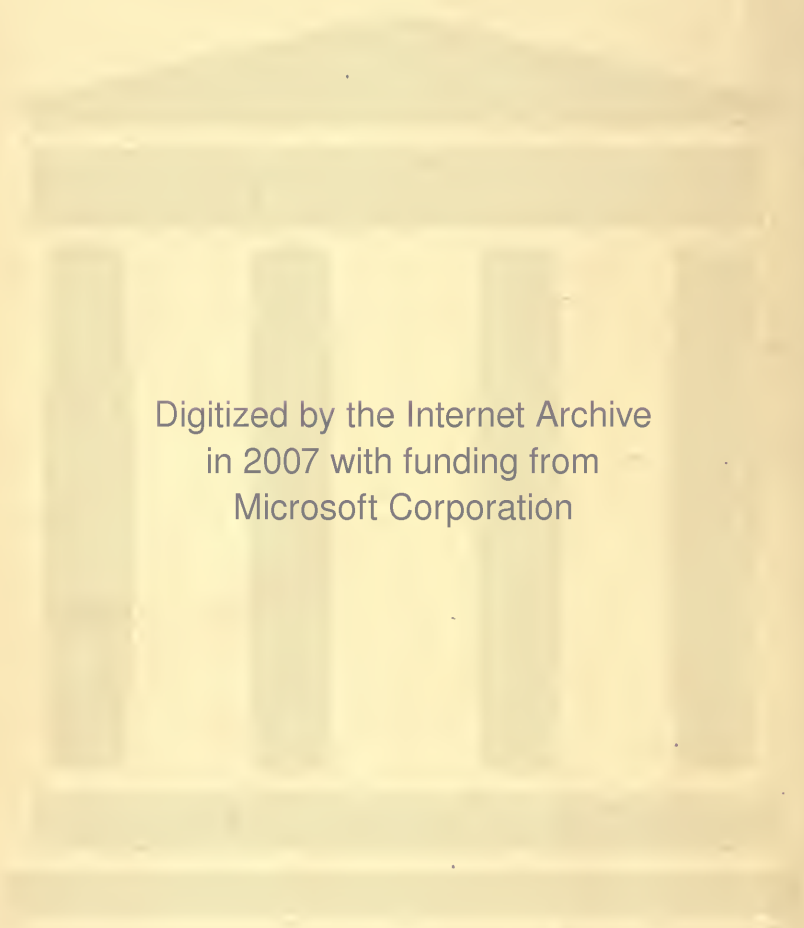 Digitized by the Internet Archive
in 2007 with funding from
Microsoft Corporation